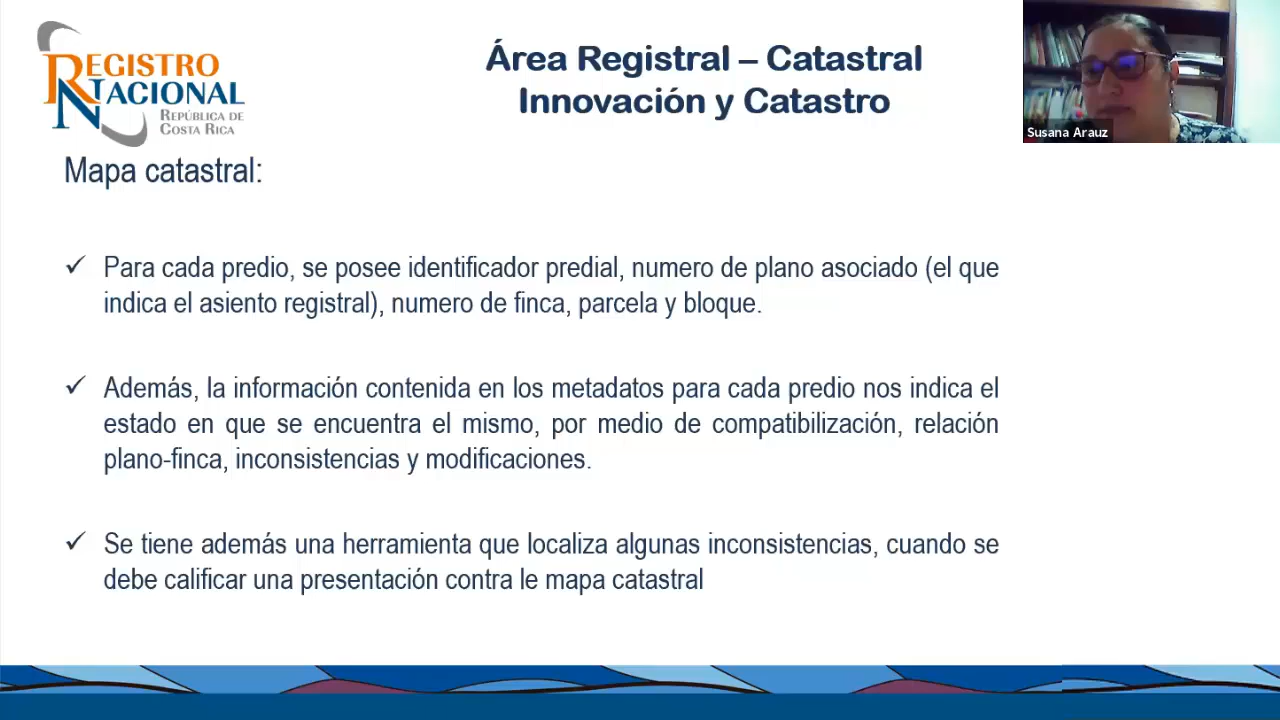 REGISTRO
NACIONAL
REPÚBLICA DE
COSTA RICA
Área Registral – Catastral
Innovación y Catastro
Susana Arauz
Mapa catastral:
✓ Para cada predio, se posee identificador predial, numero de plano asociado (el que
indica el asiento registral), numero de finca, parcela y bloque.
✓ Además, la información contenida en los metadatos para cada predio nos indica el
estado en que se encuentra el mismo, por medio de compatibilización, relación
plano-finca, inconsistencias y modificaciones.
✓ Se tiene además una herramienta que localiza algunas inconsistencias, cuando se
debe calificar una presentación contra le mapa catastral